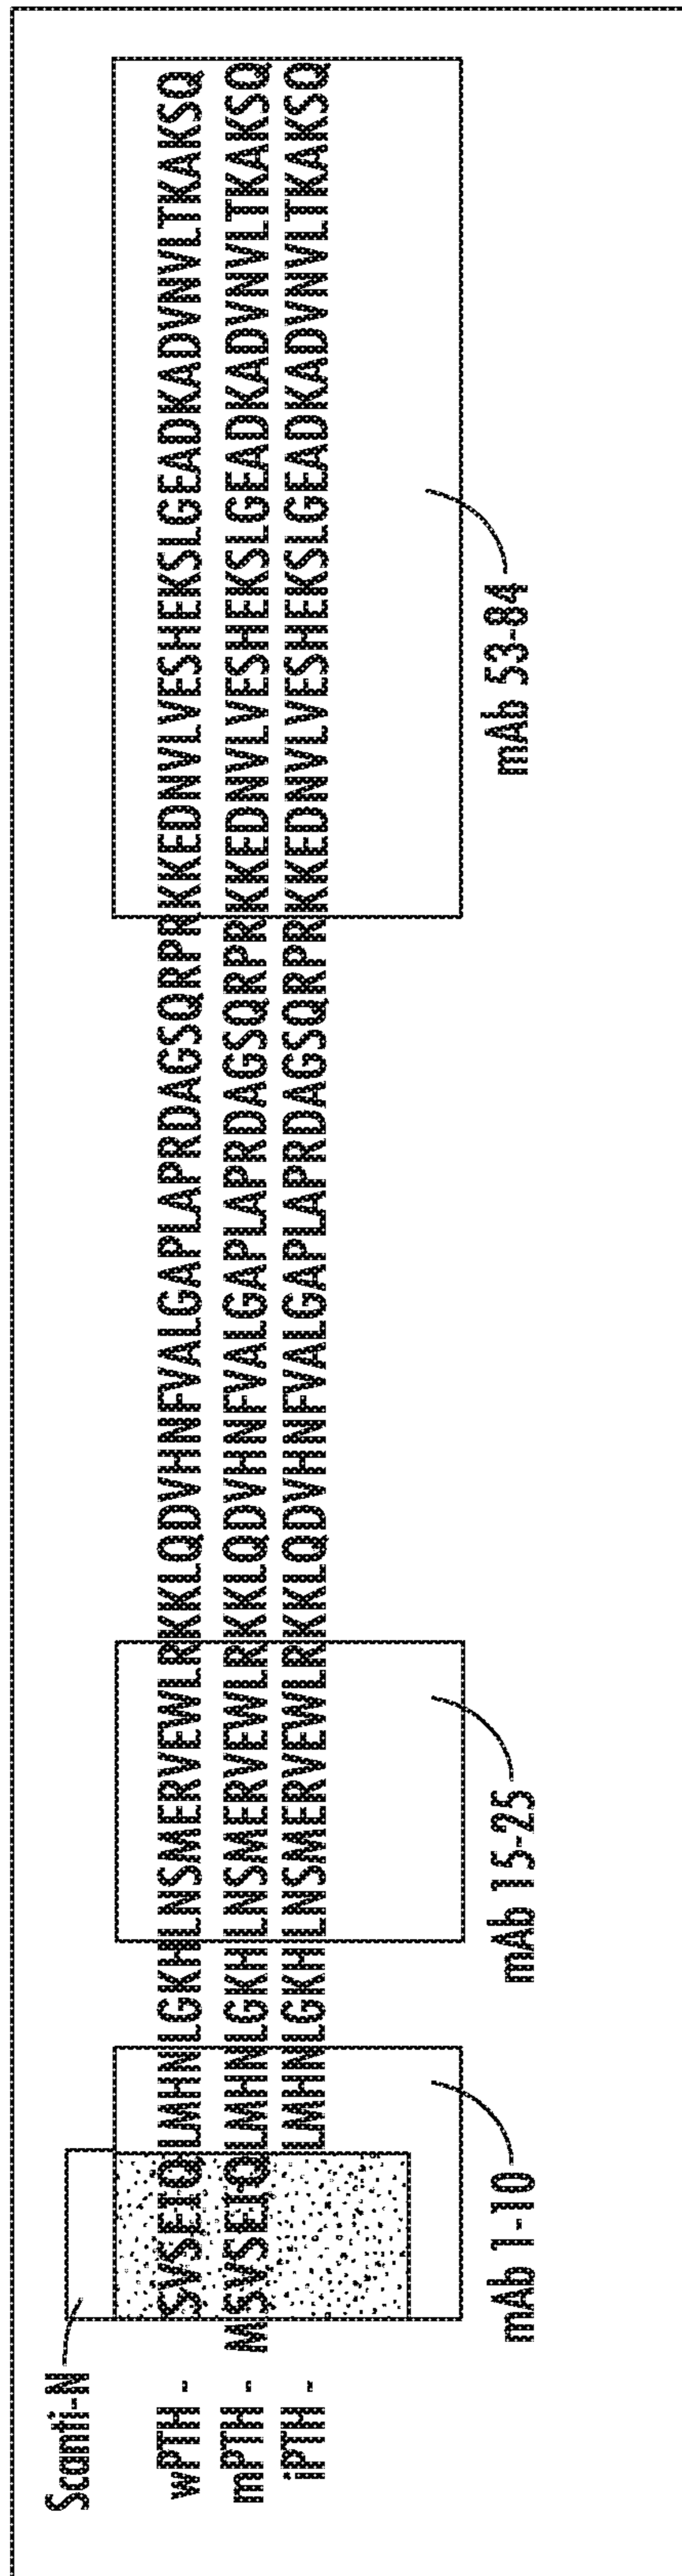 Scanti-N
wPTH - SVSEIQLMHNLGKHLNSMERVEWLRKKLQDVHNFVALGAPLAPRDAGSQRPRKKEDNVLVESHEKSLGEADKADVNVLTKAKSQ
mPTH - MSVSEIQLMHNLGKHLNSMERVEWLRKKLQDVHNFVALGAPLAPRDAGSQRPRKKEDNVLVESHEKSLGEADKADVNVLTKAKSQ
iPTH - LMHNLGKHLNSMERVEWLRKKLQDVHNFVALGAPLAPRDAGSQRPRKKEDNVLVESHEKSLGEADKADVNVLTKAKSQ
mAb 1-10
mAb 15-25
mAb 53-84